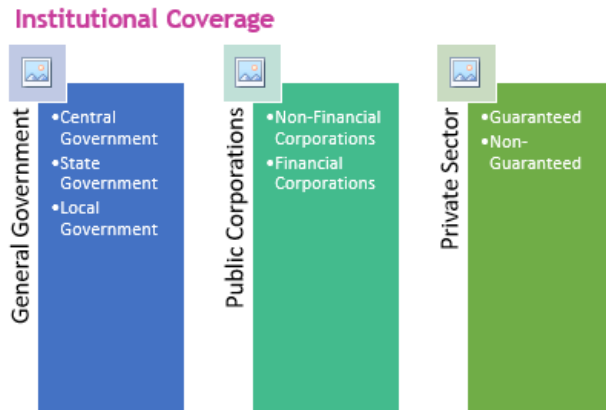 Institutional Coverage
General Government
•Central
Government
•State
Government
•Local
Government
Public Corporations
•Non-Financial
Corporations
•Financial
Corporations
Private Sector
•Guaranteed
•Non-
Guaranteed